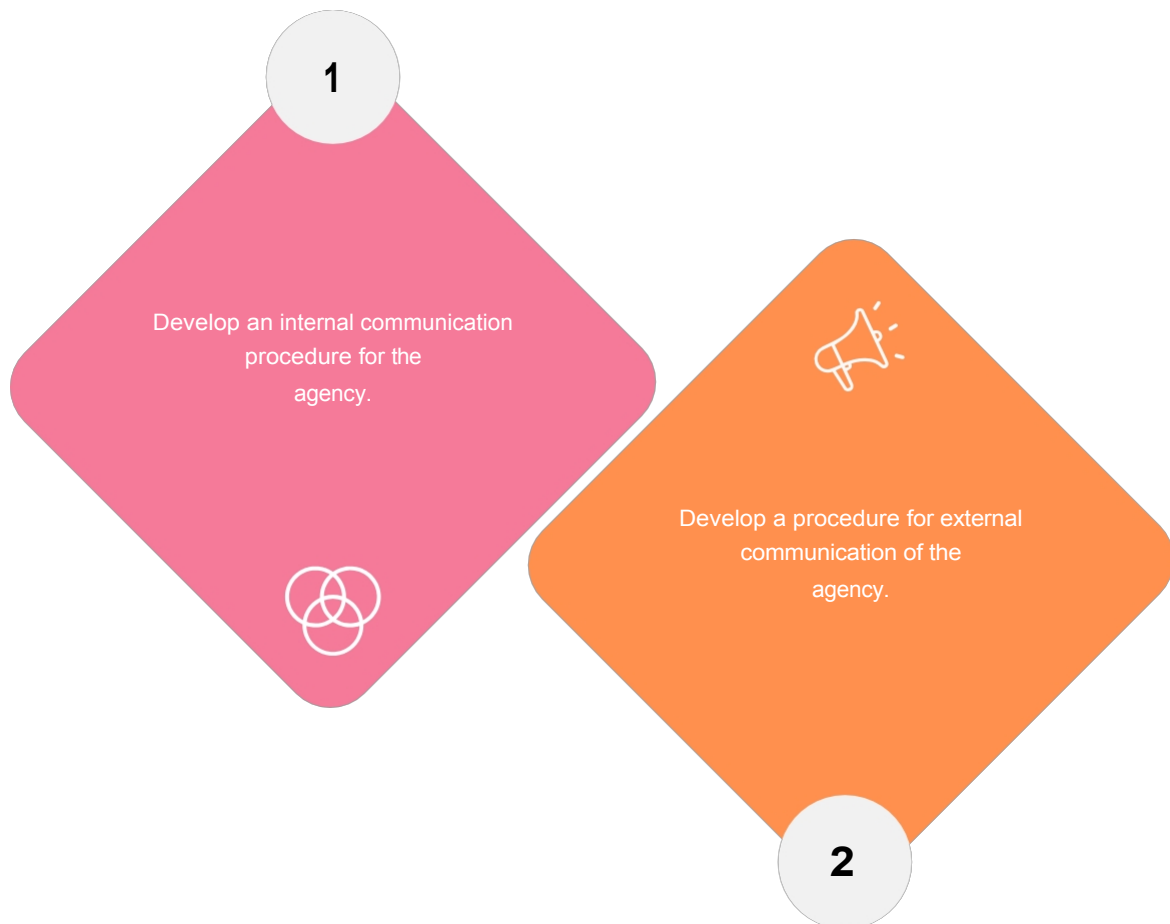 1
Develop an internal communication
procedure for the
agency.
Develop a procedure for external
communication of the
agency.
2